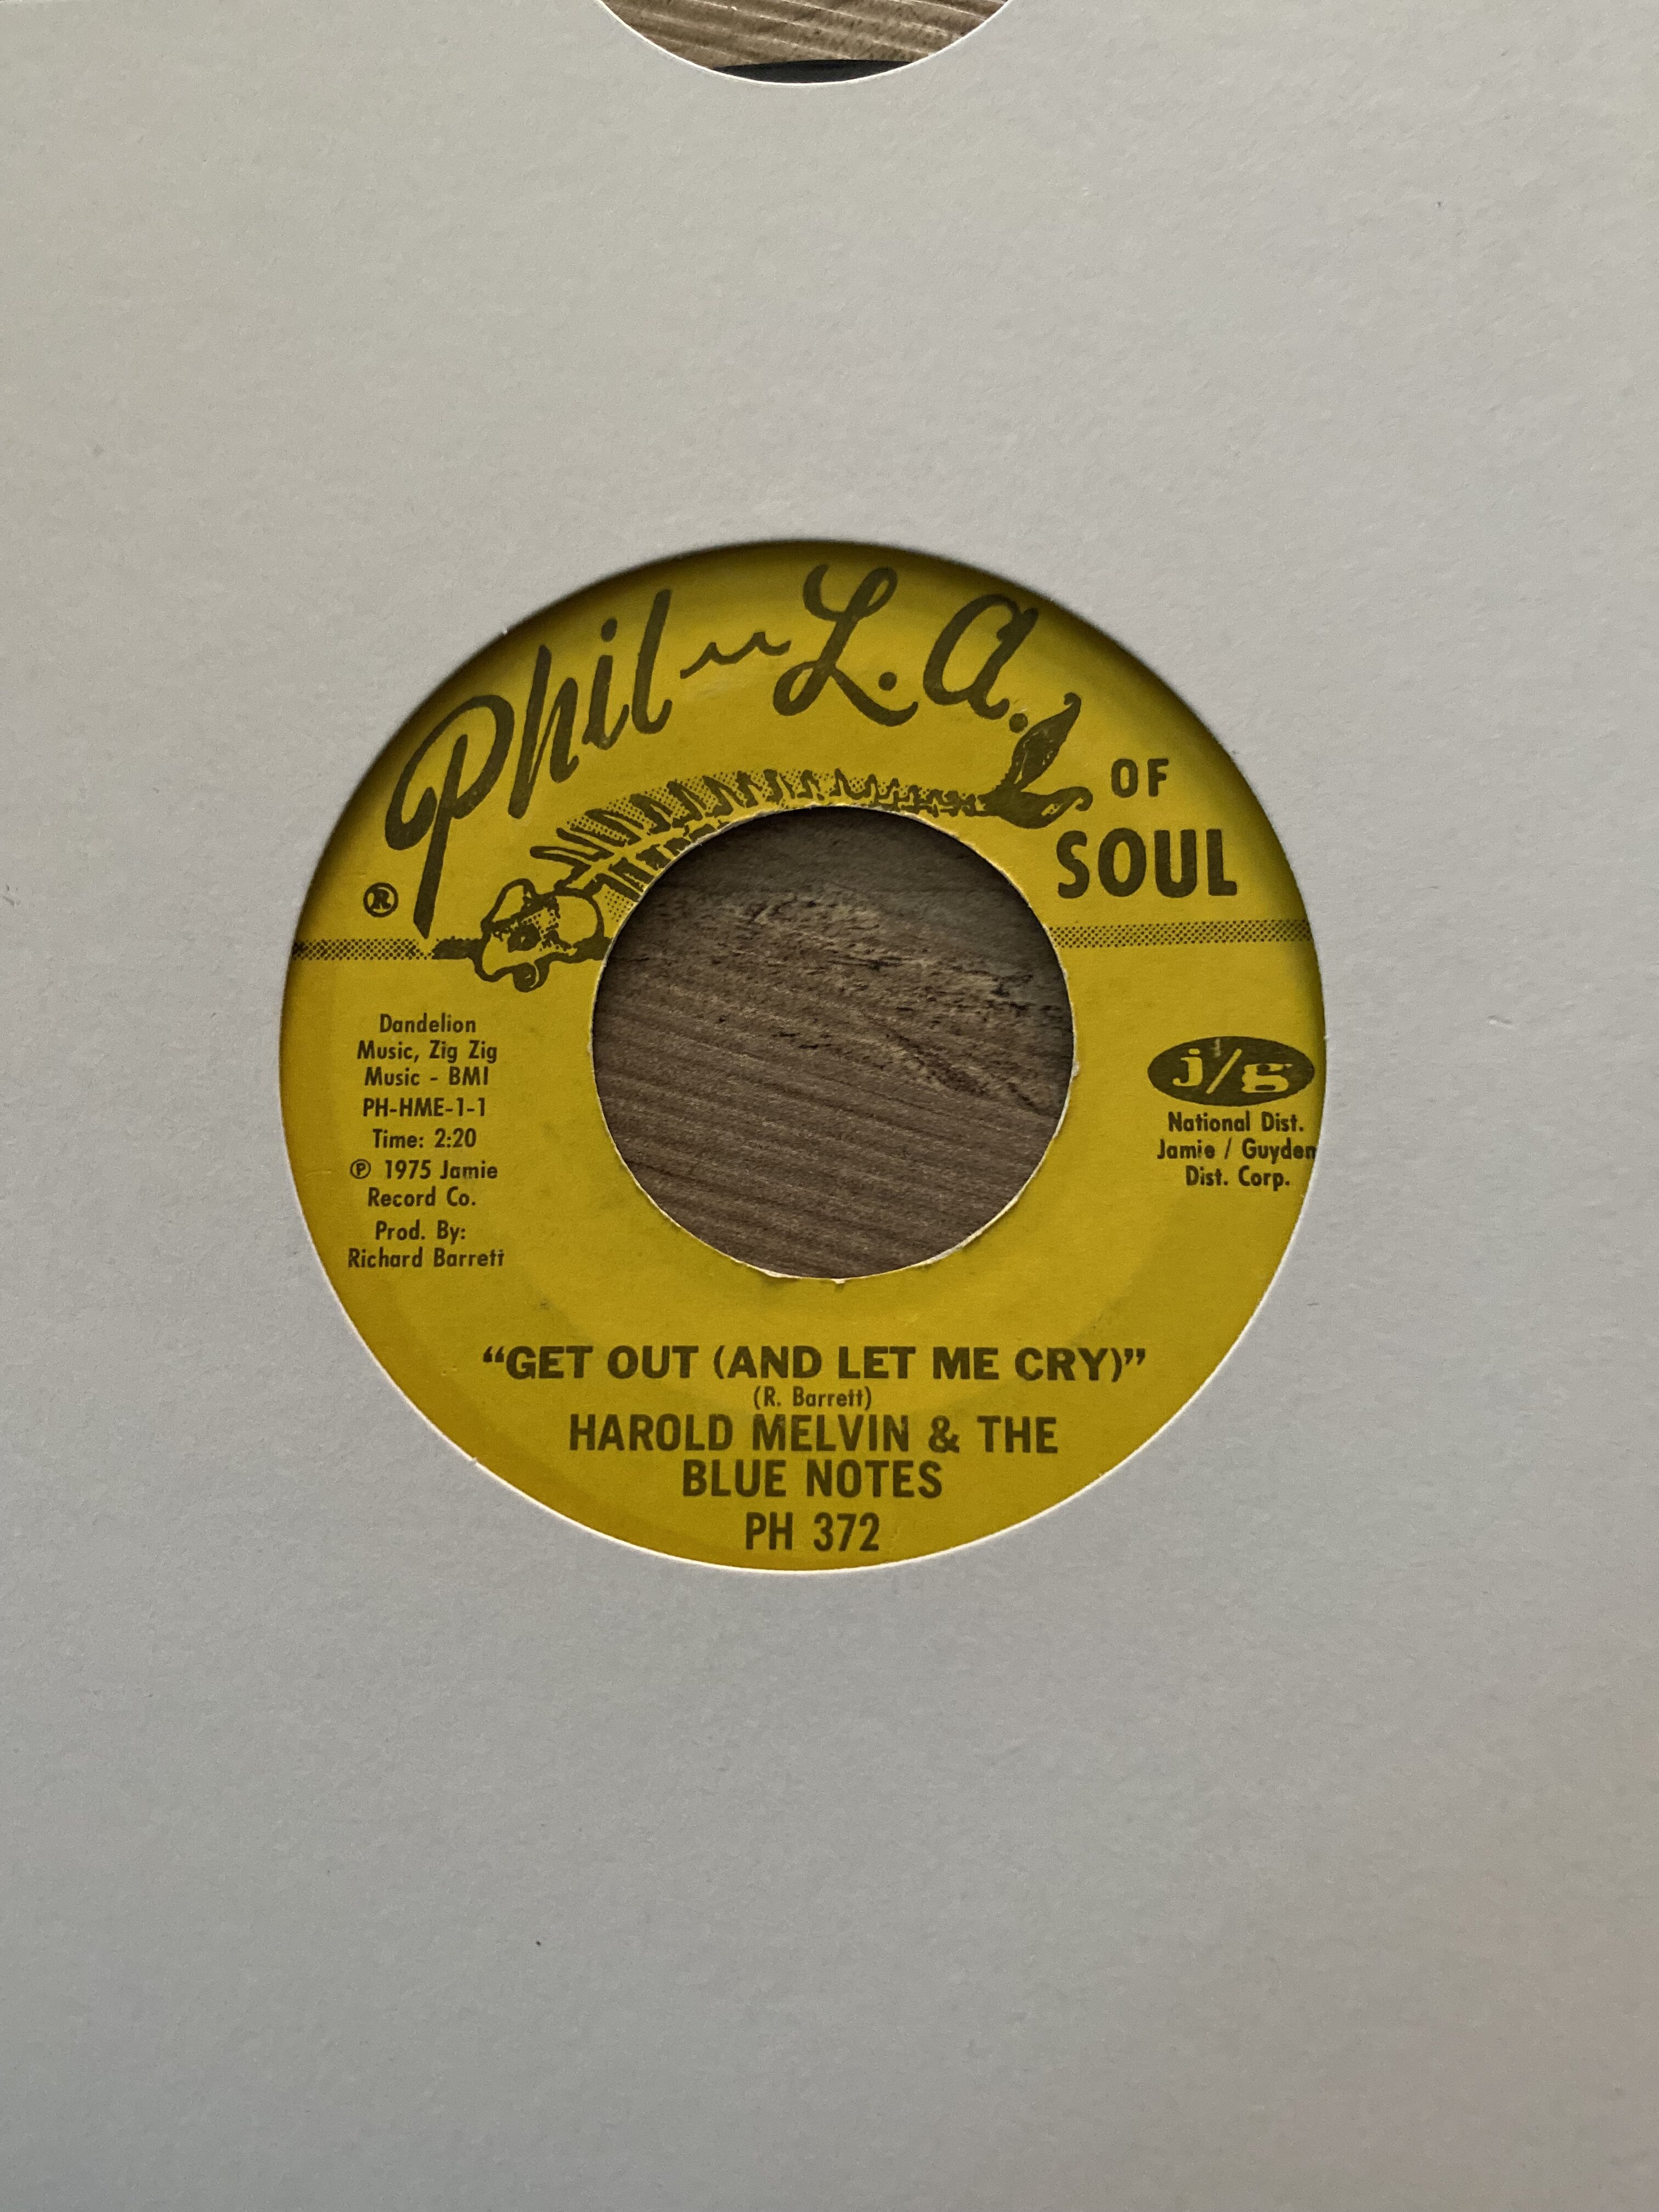 Phil-L.A.
OF
SOUL
®
Dandelion
Music, Zig Zig
Music - BMI
PH-HME-1-1
Time: 2:20
℗ 1975 Jamie
Record Co.
Prod. By:
Richard Barrett
j/g
National Dist.
Jamie / Guyden
Dist. Corp.
“GET OUT (AND LET ME CRY)”
(R. Barrett)
HAROLD MELVIN & THE
BLUE NOTES
PH 372